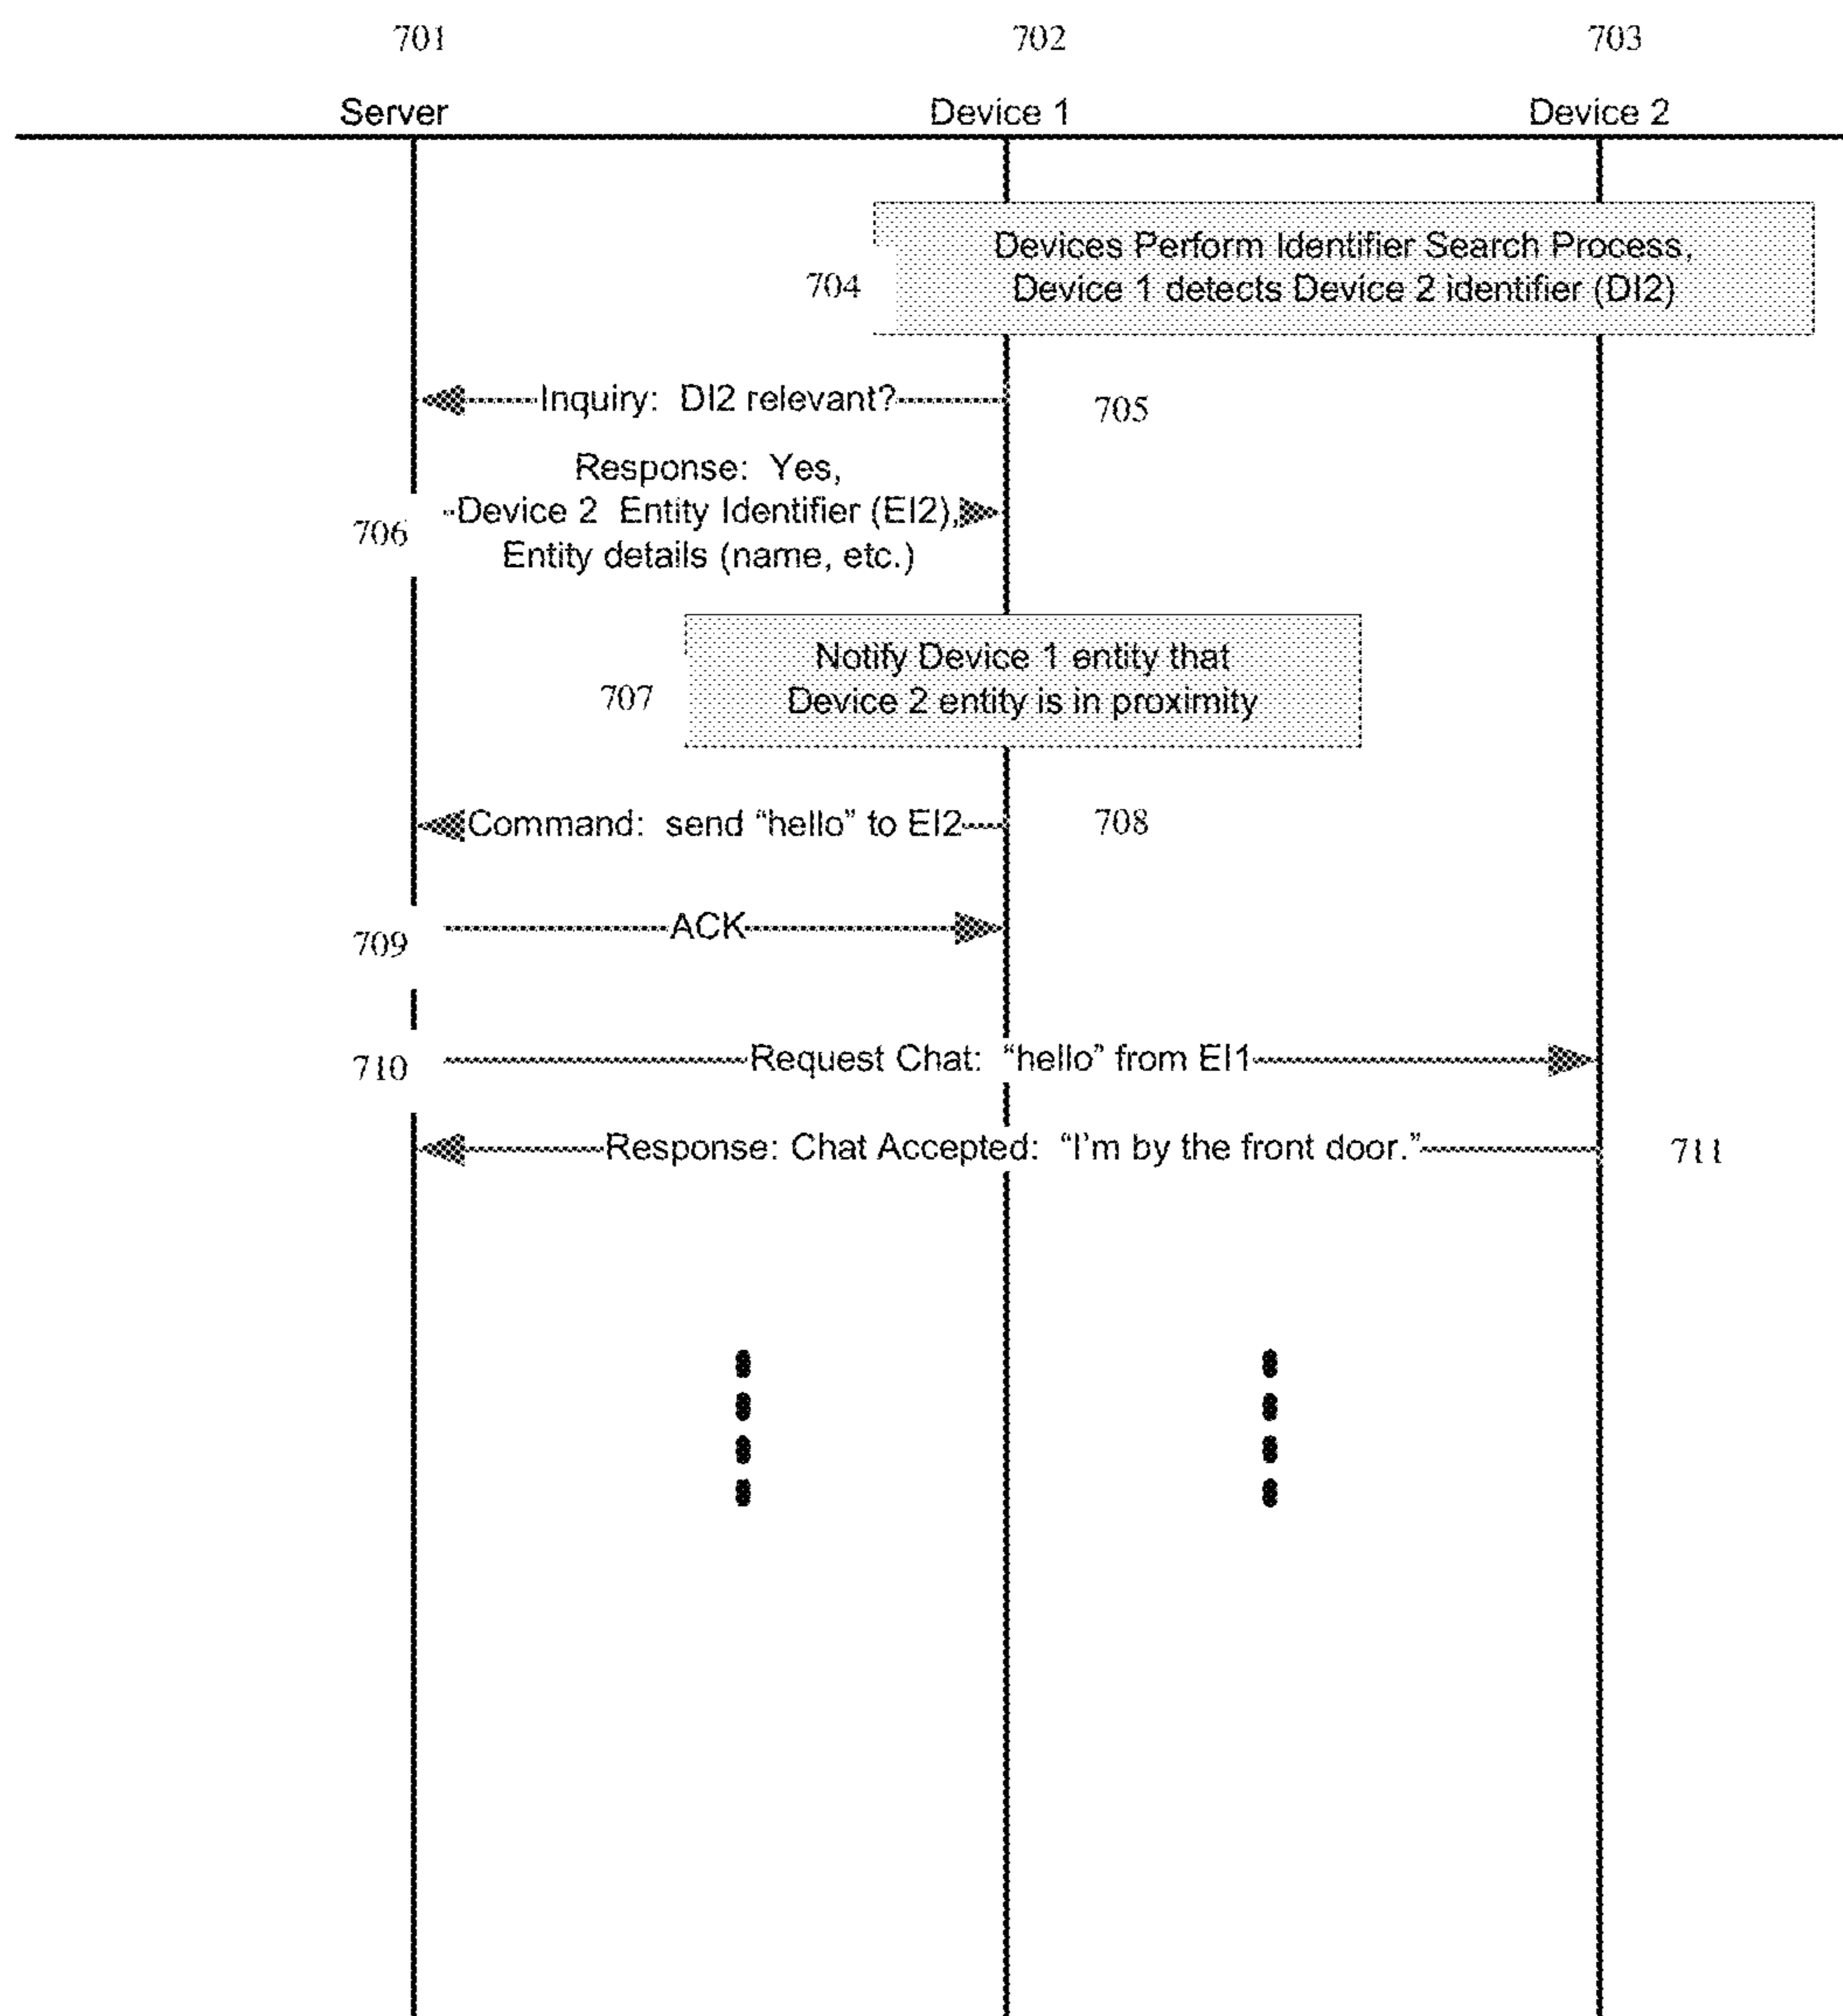 701
702
703
Server
Device 1
Device 2
Devices Perform Identifier Search Process,
Device 1 detects Device 2 identifier (DI2)
704
Inquiry: DI2 relevant?
705
Response: Yes,
Device 2 Entity Identifier (EI2),
Entity details (name, etc.)
706
Notify Device 1 entity that
Device 2 entity is in proximity
707
Command: send “hello” to EI2
708
ACK
709
Request Chat: “hello” from EI1
710
Response: Chat Accepted: “I’m by the front door.”
711